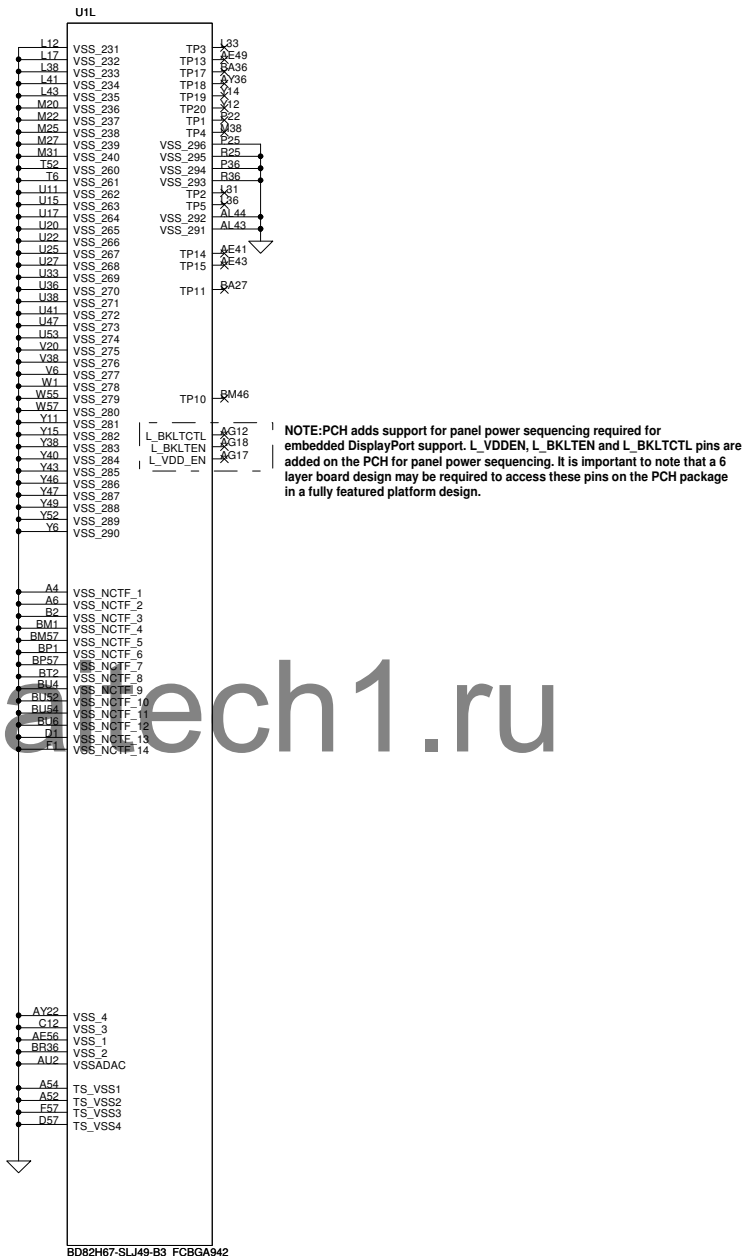 U1L
L12 VSS_231 TP3 L33
L17 VSS_232 TP13 AE49
L38 VSS_233 TP17 BA36
L41 VSS_234 TP18 AY36
L43 VSS_235 TP19 Y14
M20 VSS_236 TP20 Y12
M22 VSS_237 TP1 P22
M25 VSS_238 TP4 M38
M27 VSS_239 VSS_296 P25
M31 VSS_240 VSS_295 R25
T52 VSS_260 VSS_294 P36
T6 VSS_261 VSS_293 R36
U11 VSS_262 TP2 L31
U15 VSS_263 TP5 L36
U17 VSS_264 VSS_292 AL44
U20 VSS_265 VSS_291 AL43
U22 VSS_266
U25 VSS_267 TP14 AE41
U27 VSS_268 TP15 AE43
U33 VSS_269
U36 VSS_270 TP11 BA27
U38 VSS_271
U41 VSS_272
U47 VSS_273
U53 VSS_274
V20 VSS_275
V38 VSS_276
V6 VSS_277
W1 VSS_278
W55 VSS_279 TP10 BM46
W57 VSS_280
Y11 VSS_281
Y15 VSS_282 L_BKLTCTL AG12
Y38 VSS_283 L_BKLTEN AG18
Y40 VSS_284 L_VDD_EN AG17
Y43 VSS_285
Y46 VSS_286
Y47 VSS_287
Y49 VSS_288
Y52 VSS_289
Y6 VSS_290
NOTE:PCH adds support for panel power sequencing required for
embedded DisplayPort support. L_VDDEN, L_BKLTEN and L_BKLTCTL pins are
added on the PCH for panel power sequencing. It is important to note that a 6
layer board design may be required to access these pins on the PCH package
in a fully featured platform design.
A4 VSS_NCTF_1
A6 VSS_NCTF_2
B2 VSS_NCTF_3
BM1 VSS_NCTF_4
BM57 VSS_NCTF_5
BP1 VSS_NCTF_6
BP57 VSS_NCTF_7
BT2 VSS_NCTF_8
BU4 VSS_NCTF_9
BU52 VSS_NCTF_10
BU54 VSS_NCTF_11
BU6 VSS_NCTF_12
D1 VSS_NCTF_13
F1 VSS_NCTF_14
aitech1.ru
AY22 VSS_4
C12 VSS_3
AE56 VSS_1
BR36 VSS_2
AU2 VSSADAC
A54 TS_VSS1
A52 TS_VSS2
F57 TS_VSS3
D57 TS_VSS4
BD82H67-SLJ49-B3_FCBGA942